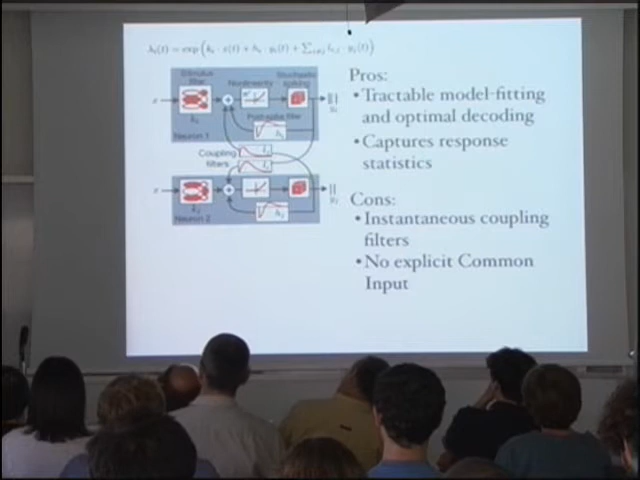 Pros:
•Tractable model-fitting
and optimal decoding
•Captures response
statistics
Cons:
•Instantaneous coupling
filters
•No explicit Common
Input
Stimulus
filter
Nonlinearity
Stochastic
spiking
Post-spike filter
Neuron 1
Coupling
filters
Neuron 2